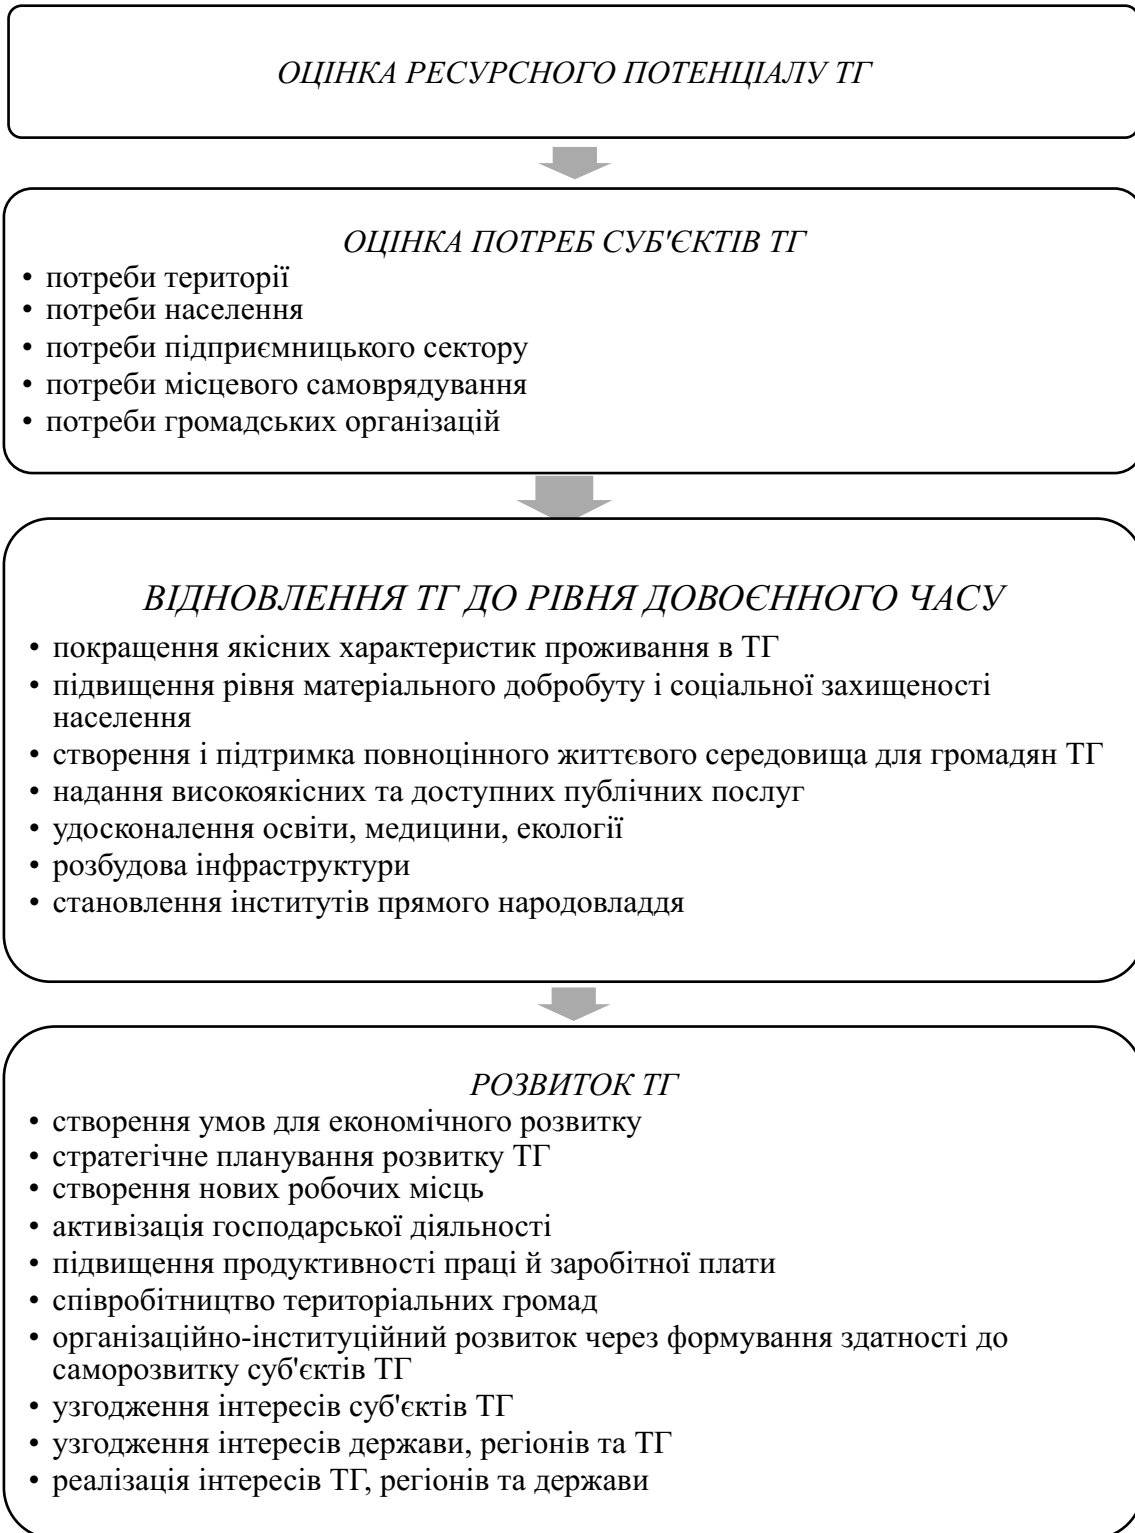 ОЦІНКА РЕСУРСНОГО ПОТЕНЦІАЛУ ТГ
ОЦІНКА ПОТРЕБ СУБ'ЄКТІВ ТГ
• потреби території
• потреби населення
• потреби підприємницького сектору
• потреби місцевого самоврядування
• потреби громадських організацій
ВІДНОВЛЕННЯ ТГ ДО РІВНЯ ДОВОЄННОГО ЧАСУ
• покращення якісних характеристик проживання в ТГ
• підвищення рівня матеріального добробуту і соціальної захищеності
населення
• створення і підтримка повноцінного життєвого середовища для громадян ТГ
• надання високоякісних та доступних публічних послуг
• удосконалення освіти, медицини, екології
• розбудова інфраструктури
• становлення інститутів прямого народовладдя
РОЗВИТОК ТГ
• створення умов для економічного розвитку
• стратегічне планування розвитку ТГ
• створення нових робочих місць
• активізація господарської діяльності
• підвищення продуктивності праці й заробітної плати
• співробітництво територіальних громад
• організаційно-інституційний розвиток через формування здатності до
саморозвитку суб'єктів ТГ
• узгодження інтересів суб'єктів ТГ
• узгодження інтересів держави, регіонів та ТГ
• реалізація інтересів ТГ, регіонів та держави